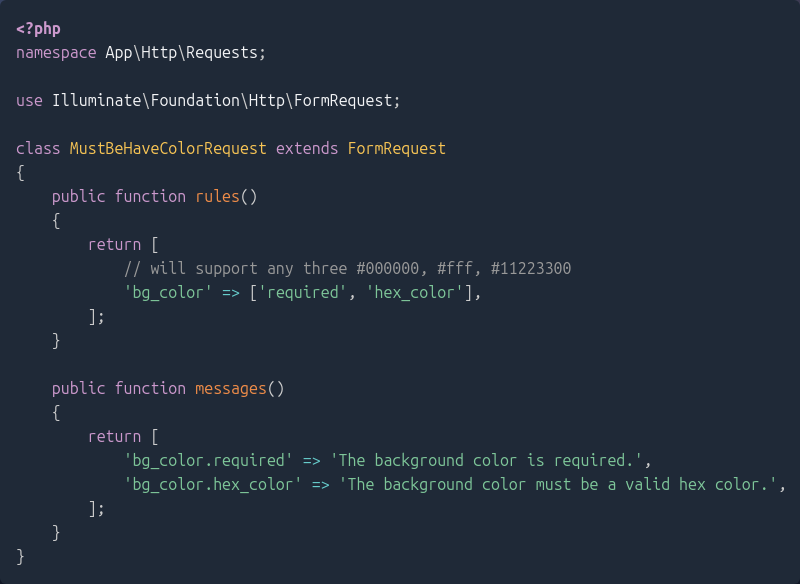 <?php
namespace App\Http\Requests;

use Illuminate\Foundation\Http\FormRequest;

class MustBeHaveColorRequest extends FormRequest
{
    public function rules()
    {
        return [
            // will support any three #000000, #fff, #11223300
            'bg_color' => ['required', 'hex_color'],
        ];
    }

    public function messages()
    {
        return [
            'bg_color.required' => 'The background color is required.',
            'bg_color.hex_color' => 'The background color must be a valid hex color.',
        ];
    }
}